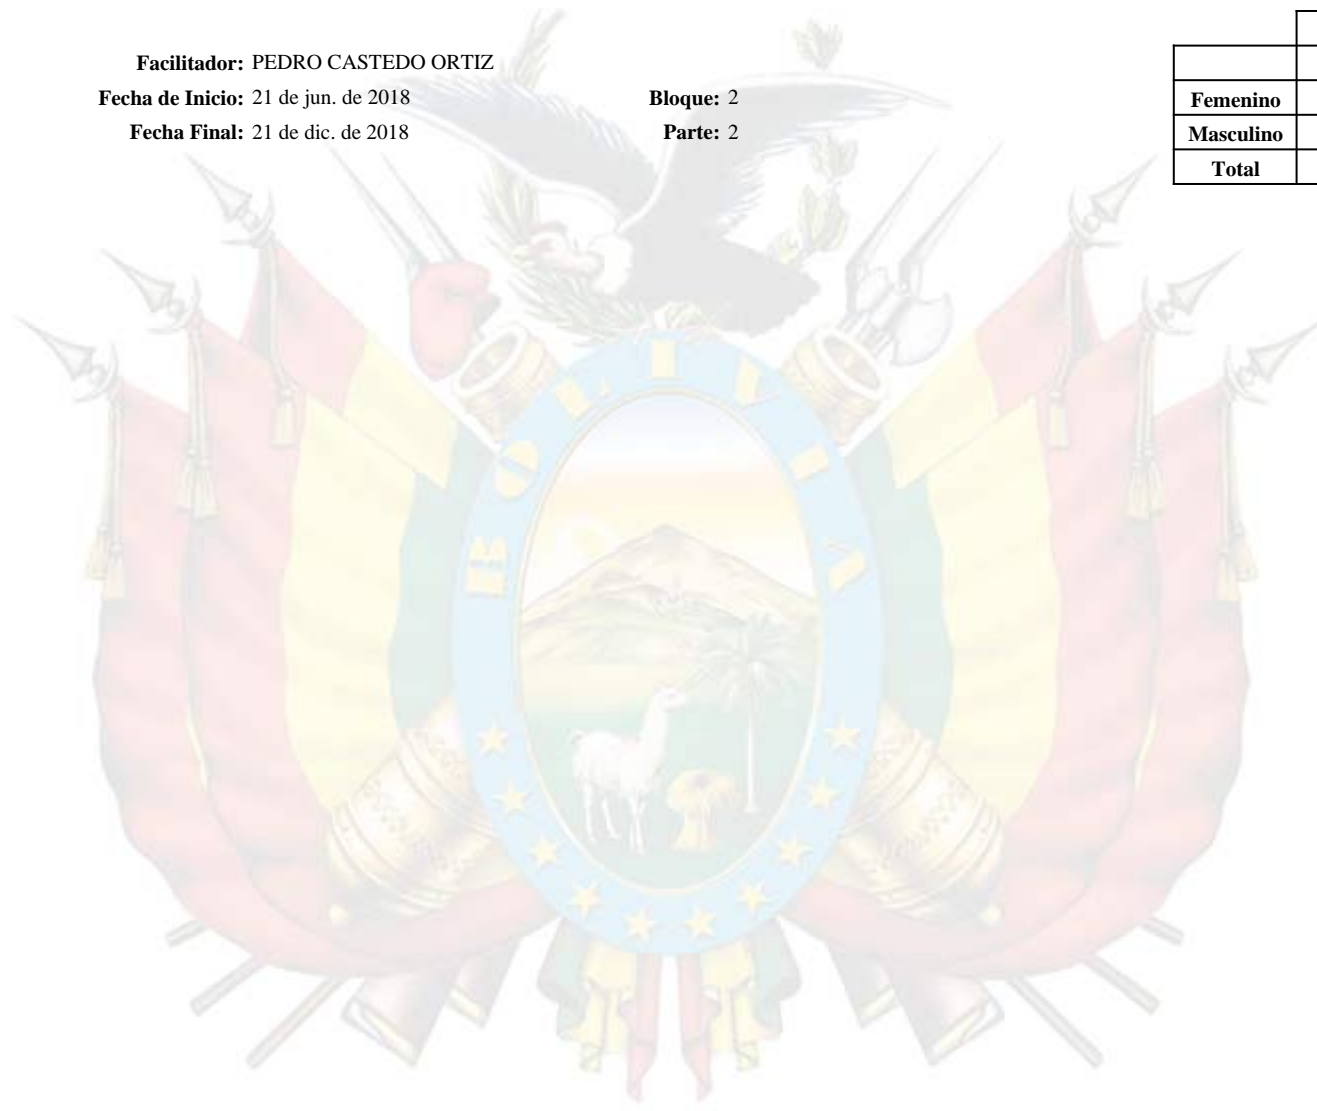 Facilitador: PEDRO CASTEDO ORTIZ
Fecha de Inicio: 21 de jun. de 2018
Bloque: 2
Femenino
Fecha Final: 21 de dic. de 2018
Parte: 2
Masculino
Total
BOLIVIA